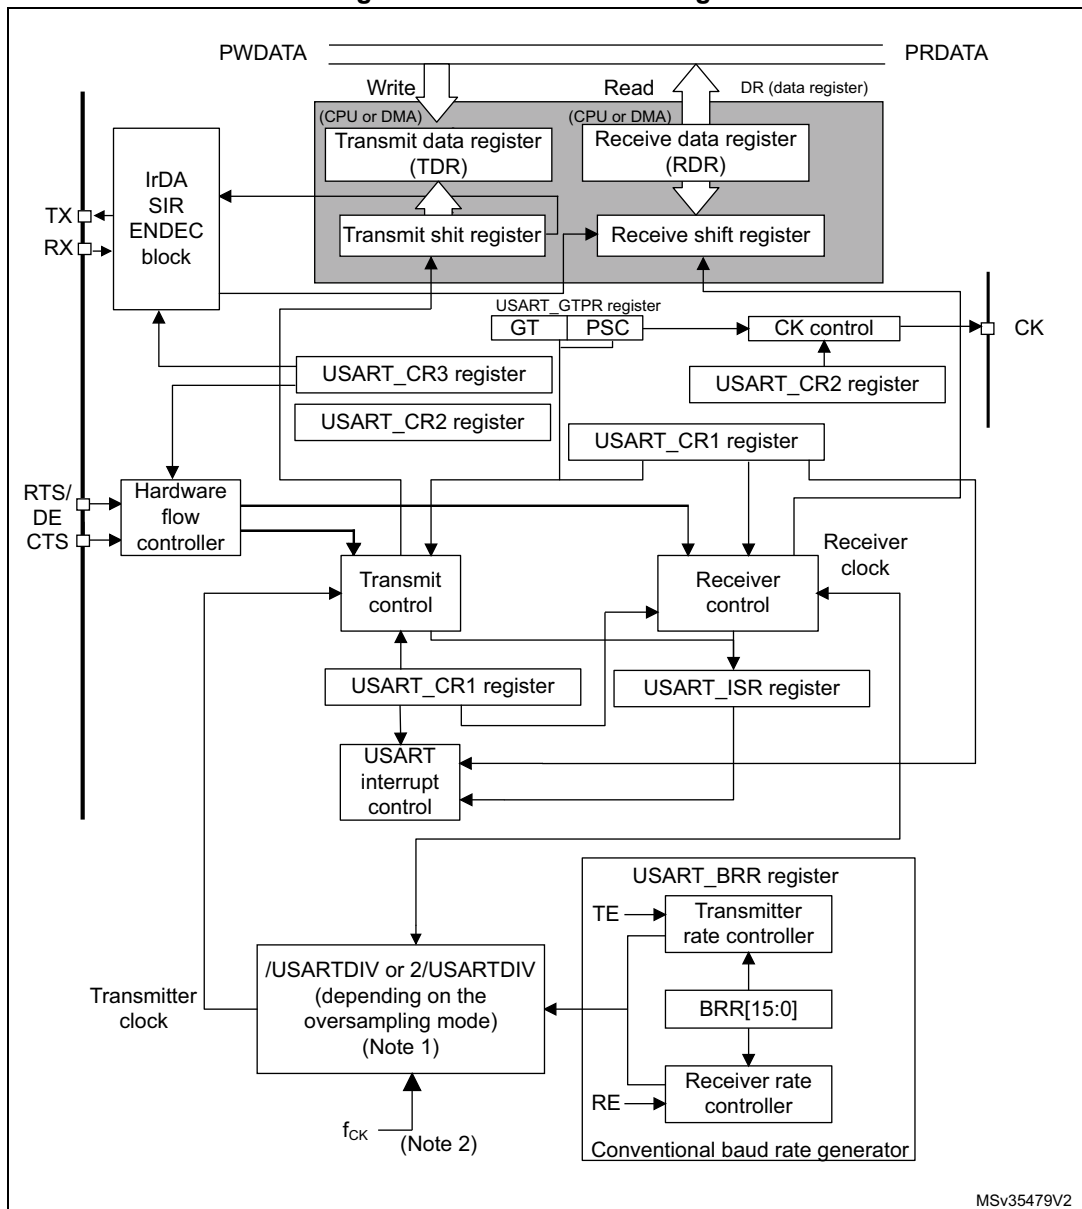 PWDATA
PRDATA
Write
Read
DR (data register)
(CPU or DMA)
(CPU or DMA)
Transmit data register
(TDR)
Receive data register
(RDR)
IrDA
SIR
ENDEC
block
TX
RX
Transmit shit register
Receive shift register
USART_GTPR register
GT
PSC
CK control
CK
USART_CR3 register
USART_CR2 register
USART_CR2 register
USART_CR1 register
RTS/
DE
CTS
Hardware
flow
controller
Transmit
control
Receiver
control
Receiver
clock
USART_CR1 register
USART_ISR register
USART
interrupt
control
USART_BRR register
TE
Transmitter
rate controller
/USARTDIV or 2/USARTDIV
(depending on the
oversampling mode)
(Note 1)
Transmitter
clock
BRR[15:0]
RE
Receiver rate
controller
fCK
(Note 2)
Conventional baud rate generator
MSv35479V2